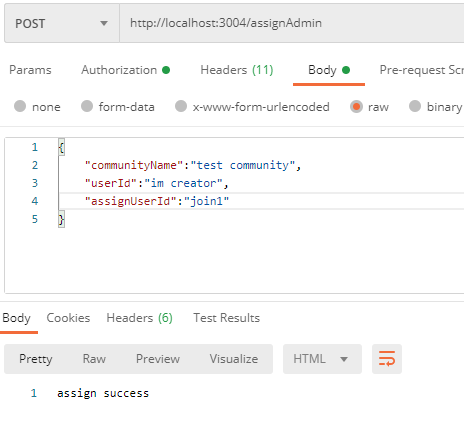 POST http://localhost:3004/assignAdmin
Params Authorization Headers (11) Body Pre-request Scr
none form-data x-www-form-urlencoded raw binary
1 {
2 "communityName":"test community",
3 "userId":"im creator",
4 "assignUserId":"join1"
5 }
Body Cookies Headers (6) Test Results
Pretty Raw Preview Visualize HTML
1 assign success